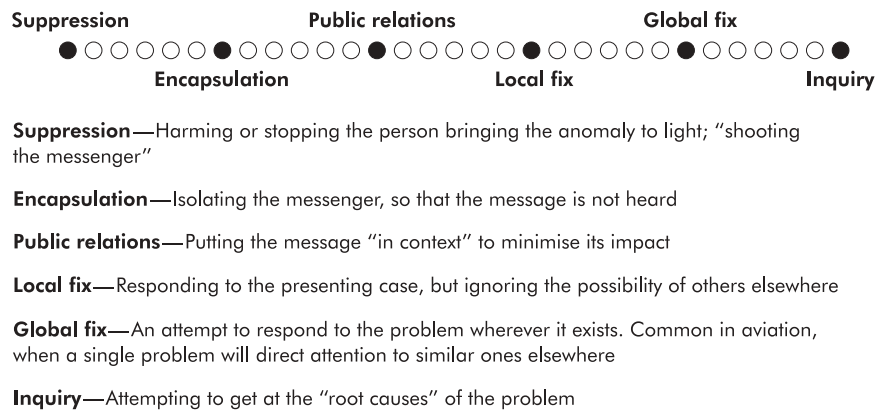 Suppression Public relations Global fix
Encapsulation Local fix Inquiry
Suppression—Harming or stopping the person bringing the anomaly to light; “shooting
the messenger”
Encapsulation—Isolating the messenger, so that the message is not heard
Public relations—Putting the message “in context” to minimise its impact
Local fix—Responding to the presenting case, but ignoring the possibility of others elsewhere
Global fix—An attempt to respond to the problem wherever it exists. Common in aviation,
when a single problem will direct attention to similar ones elsewhere
Inquiry—Attempting to get at the “root causes” of the problem